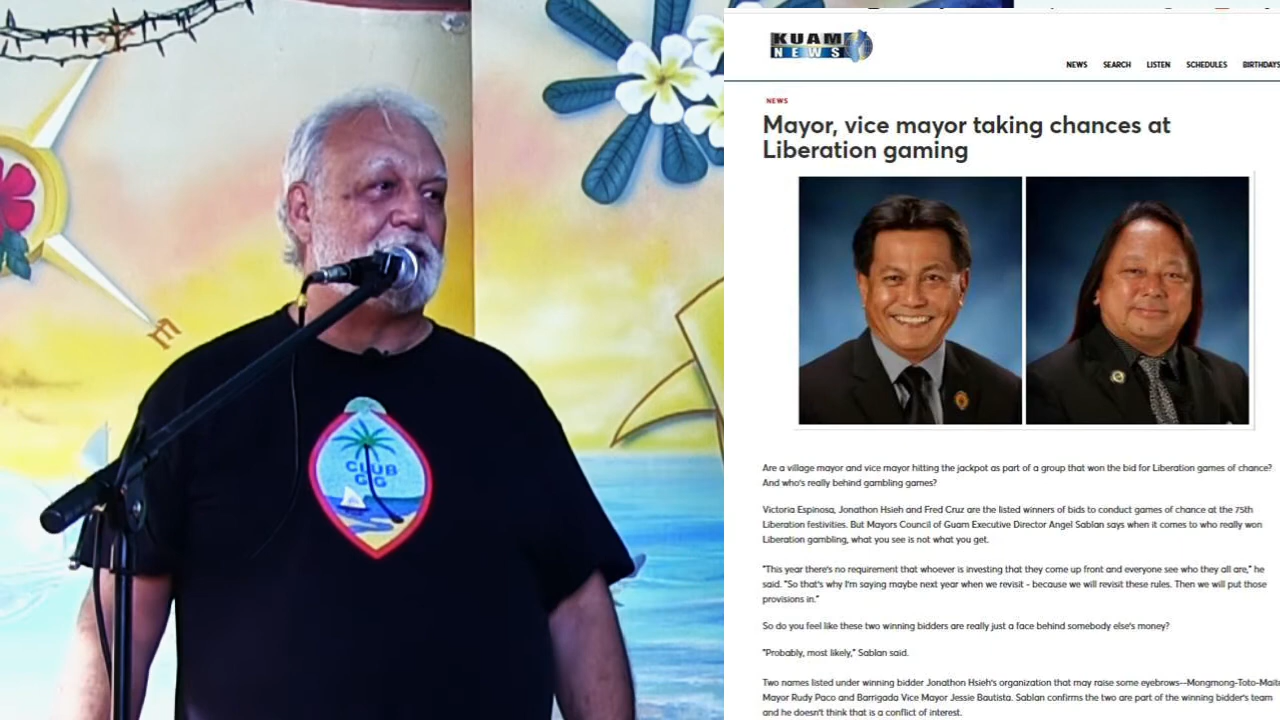 E
CLUB
GIG
KUAM
NEWS
NEWS SEARCH LISTEN SCHEDULES BIRTHDAYS
NEWS
Mayor, vice mayor taking chances at
Liberation gaming
Are a village mayor and vice mayor hitting the jackpot as part of a group that won the bid for Liberation games of chance?
And who's really behind gambling games?
Victoria Espinosa, Jonathon Hsieh and Fred Cruz are the listed winners of bids to conduct games of chance at the 75th
Liberation festivities. But Mayors Council of Guam Executive Director Angel Sablan says when it comes to who really won
Liberation gambling, what you see is not what you get.
"This year there's no requirement that whoever is investing that they come up front and everyone see who they all are," he
said. "So that's why I'm saying maybe next year when we revisit - because we will revisit these rules. Then we will put those
provisions in."
So do you feel like these two winning bidders are really just a face behind somebody else's money?
"Probably, most likely," Sablan said.
Two names listed under winning bidder Jonathon Hsieh's organization that may raise some eyebrows--Mongmong-Toto-Maite
Mayor Rudy Paco and Barrigada Vice Mayor Jessie Bautista. Sablan confirms the two are part of the winning bidder's team
and he doesn't think that is a conflict of interest.